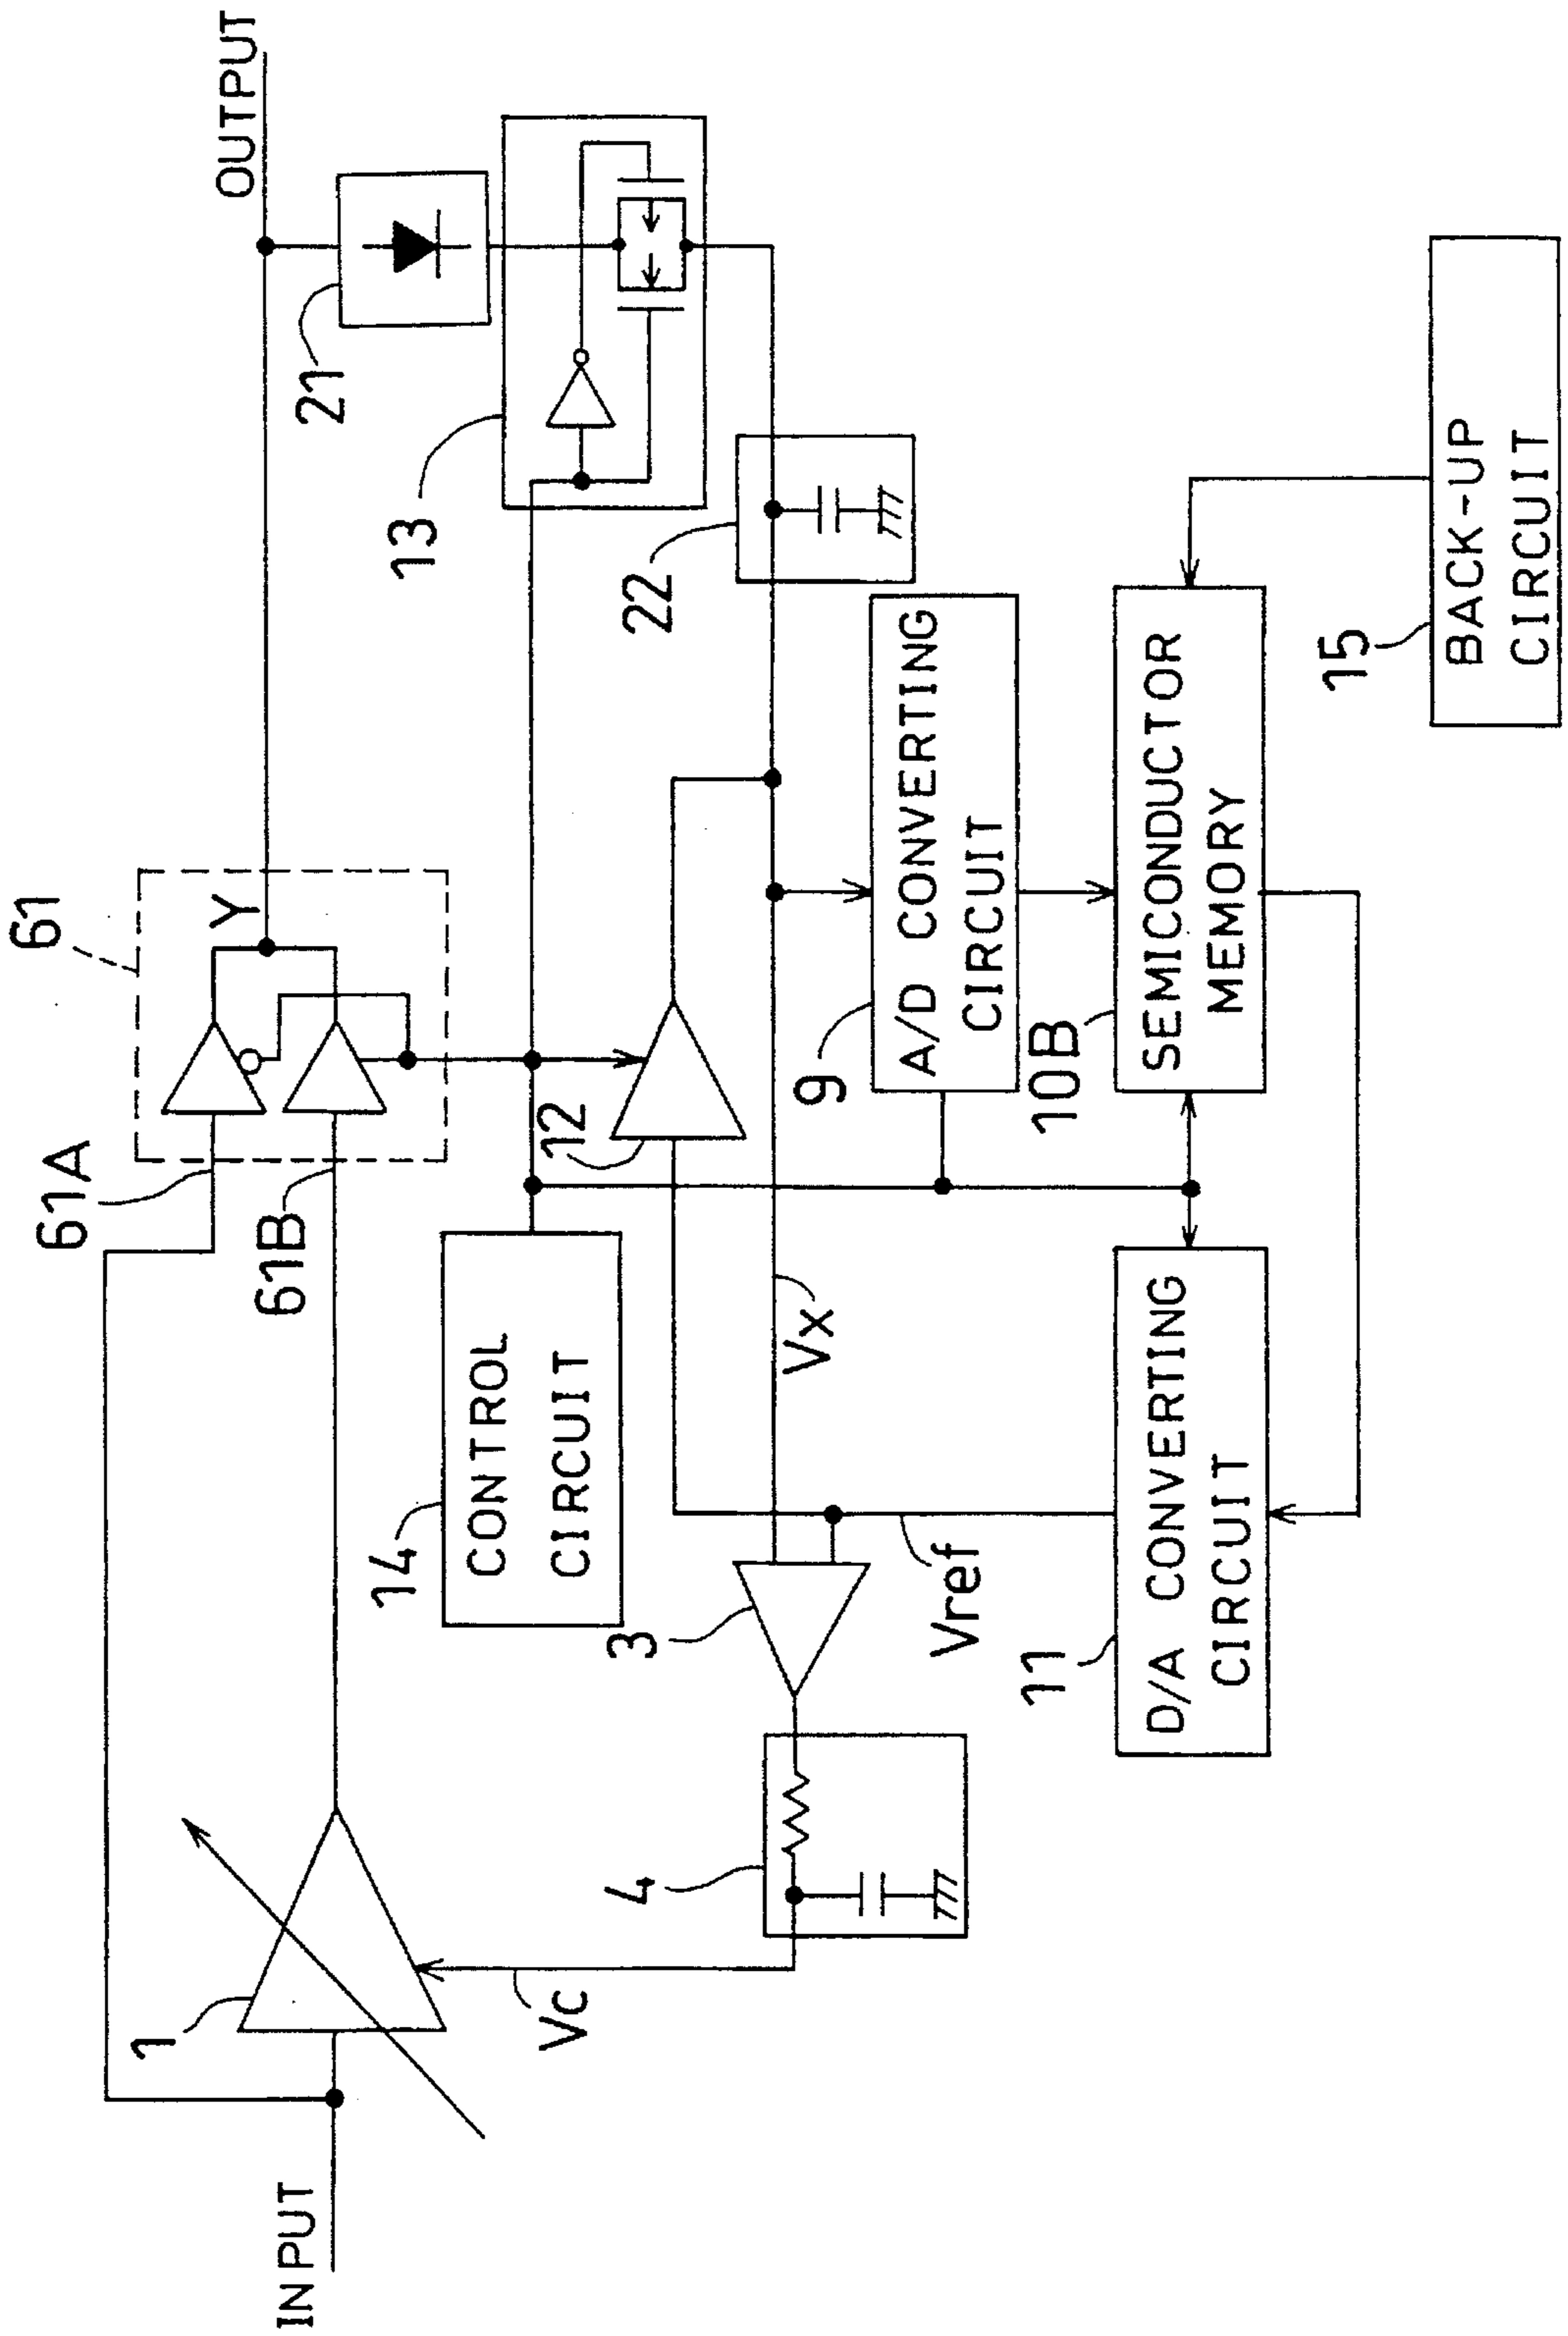 61
61A
61B
Y
OUTPUT
INPUT
1
Vc
14
CONTROL
CIRCUIT
12
13
21
22
4
3
Vx
Vref
9
A/D CONVERTING
CIRCUIT
11
D/A CONVERTING
CIRCUIT
10B
SEMICONDUCTOR
MEMORY
15
BACK-UP
CIRCUIT